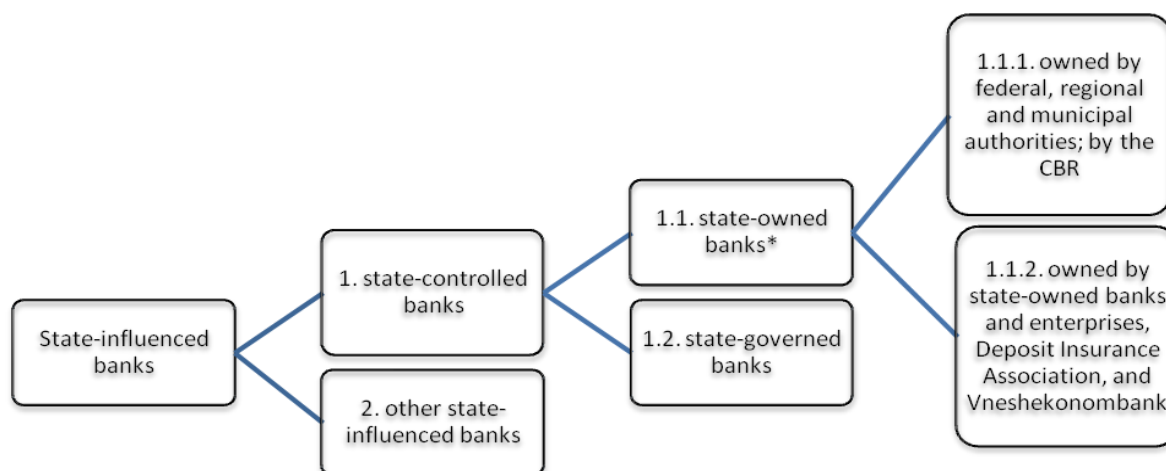 State-influenced
banks
1. state-controlled
banks
2. other state-
influenced banks
1.1. state-owned
banks*
1.2. state-governed
banks
1.1.1. owned by
federal, regional
and municipal
authorities; by the
CBR
1.1.2. owned by
state-owned banks
and enterprises,
Deposit Insurance
Association, and
Vneshekonombank